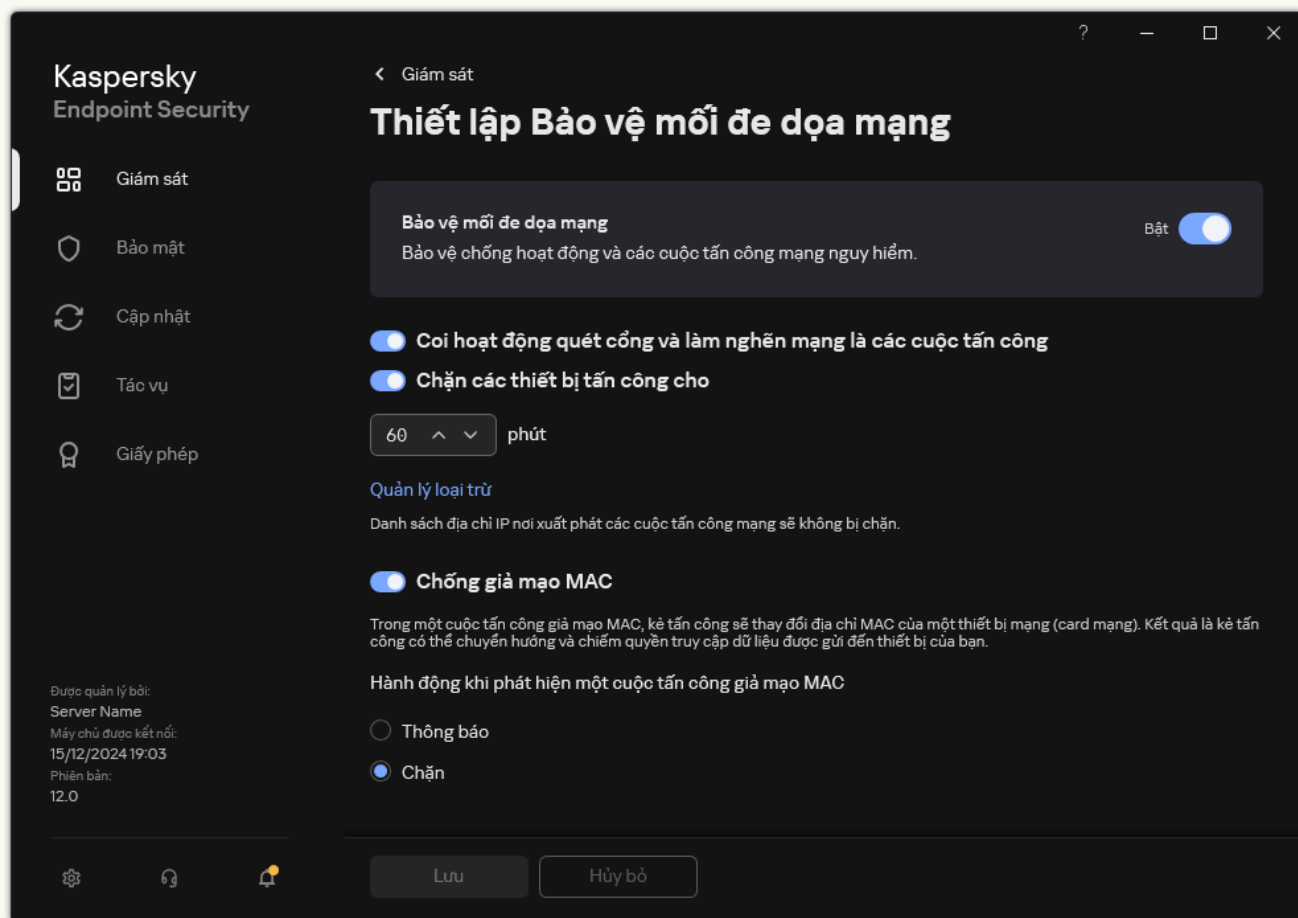 ?
Kaspersky
Endpoint Security
Giám sát
Bảo mật
Cập nhật
Tác vụ
Giấy phép
Được quản lý bởi:
Server Name
Máy chủ được kết nối:
15/12/2024 19:03
Phiên bản:
12.0
Giám sát
Thiết lập Bảo vệ mối đe dọa mạng
Bảo vệ mối đe dọa mạng
Bảo vệ chống hoạt động và các cuộc tấn công mạng nguy hiểm.
Bật
Coi hoạt động quét cổng và làm nghẽn mạng là các cuộc tấn công
Chặn các thiết bị tấn công cho
60 phút
Quản lý loại trừ
Danh sách địa chỉ IP nơi xuất phát các cuộc tấn công mạng sẽ không bị chặn.
Chống giả mạo MAC
Trong một cuộc tấn công giả mạo MAC, kẻ tấn công sẽ thay đổi địa chỉ MAC của một thiết bị mạng (card mạng). Kết quả là kẻ tấn
công có thể chuyển hướng và chiếm quyền truy cập dữ liệu được gửi đến thiết bị của bạn.
Hành động khi phát hiện một cuộc tấn công giả mạo MAC
Thông báo
Chặn
Lưu
Hủy bỏ